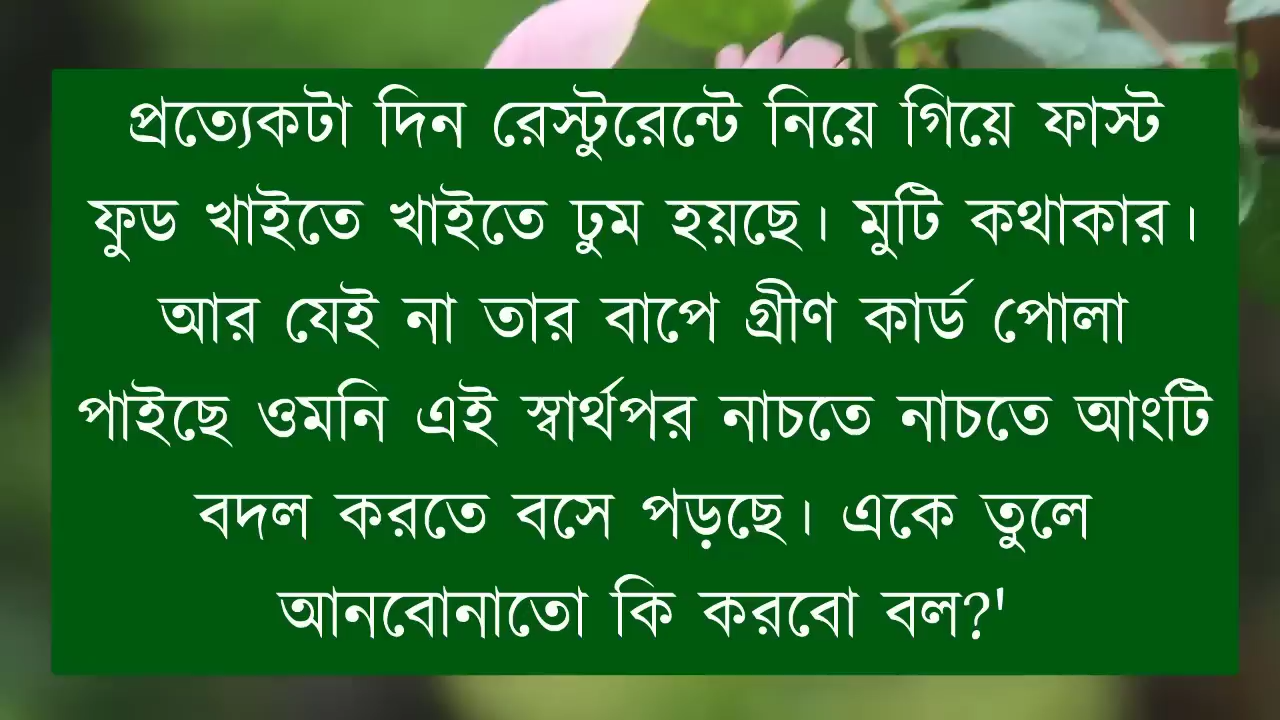 প্রত্যেকটা দিন রেস্টুরেন্টে নিয়ে গিয়ে ফাস্ট
ফুড খাইতে খাইতে ঢুম হয়ছে। মুটি কথাকার।
আর যেই না তার বাপে গ্রীণ কার্ড পোলা
পাইছে ওমনি এই স্বার্থপর নাচতে নাচতে আংটি
বদল করতে বসে পড়ছে। একে তুলে
আনবোনাতো কি করবো বল?'